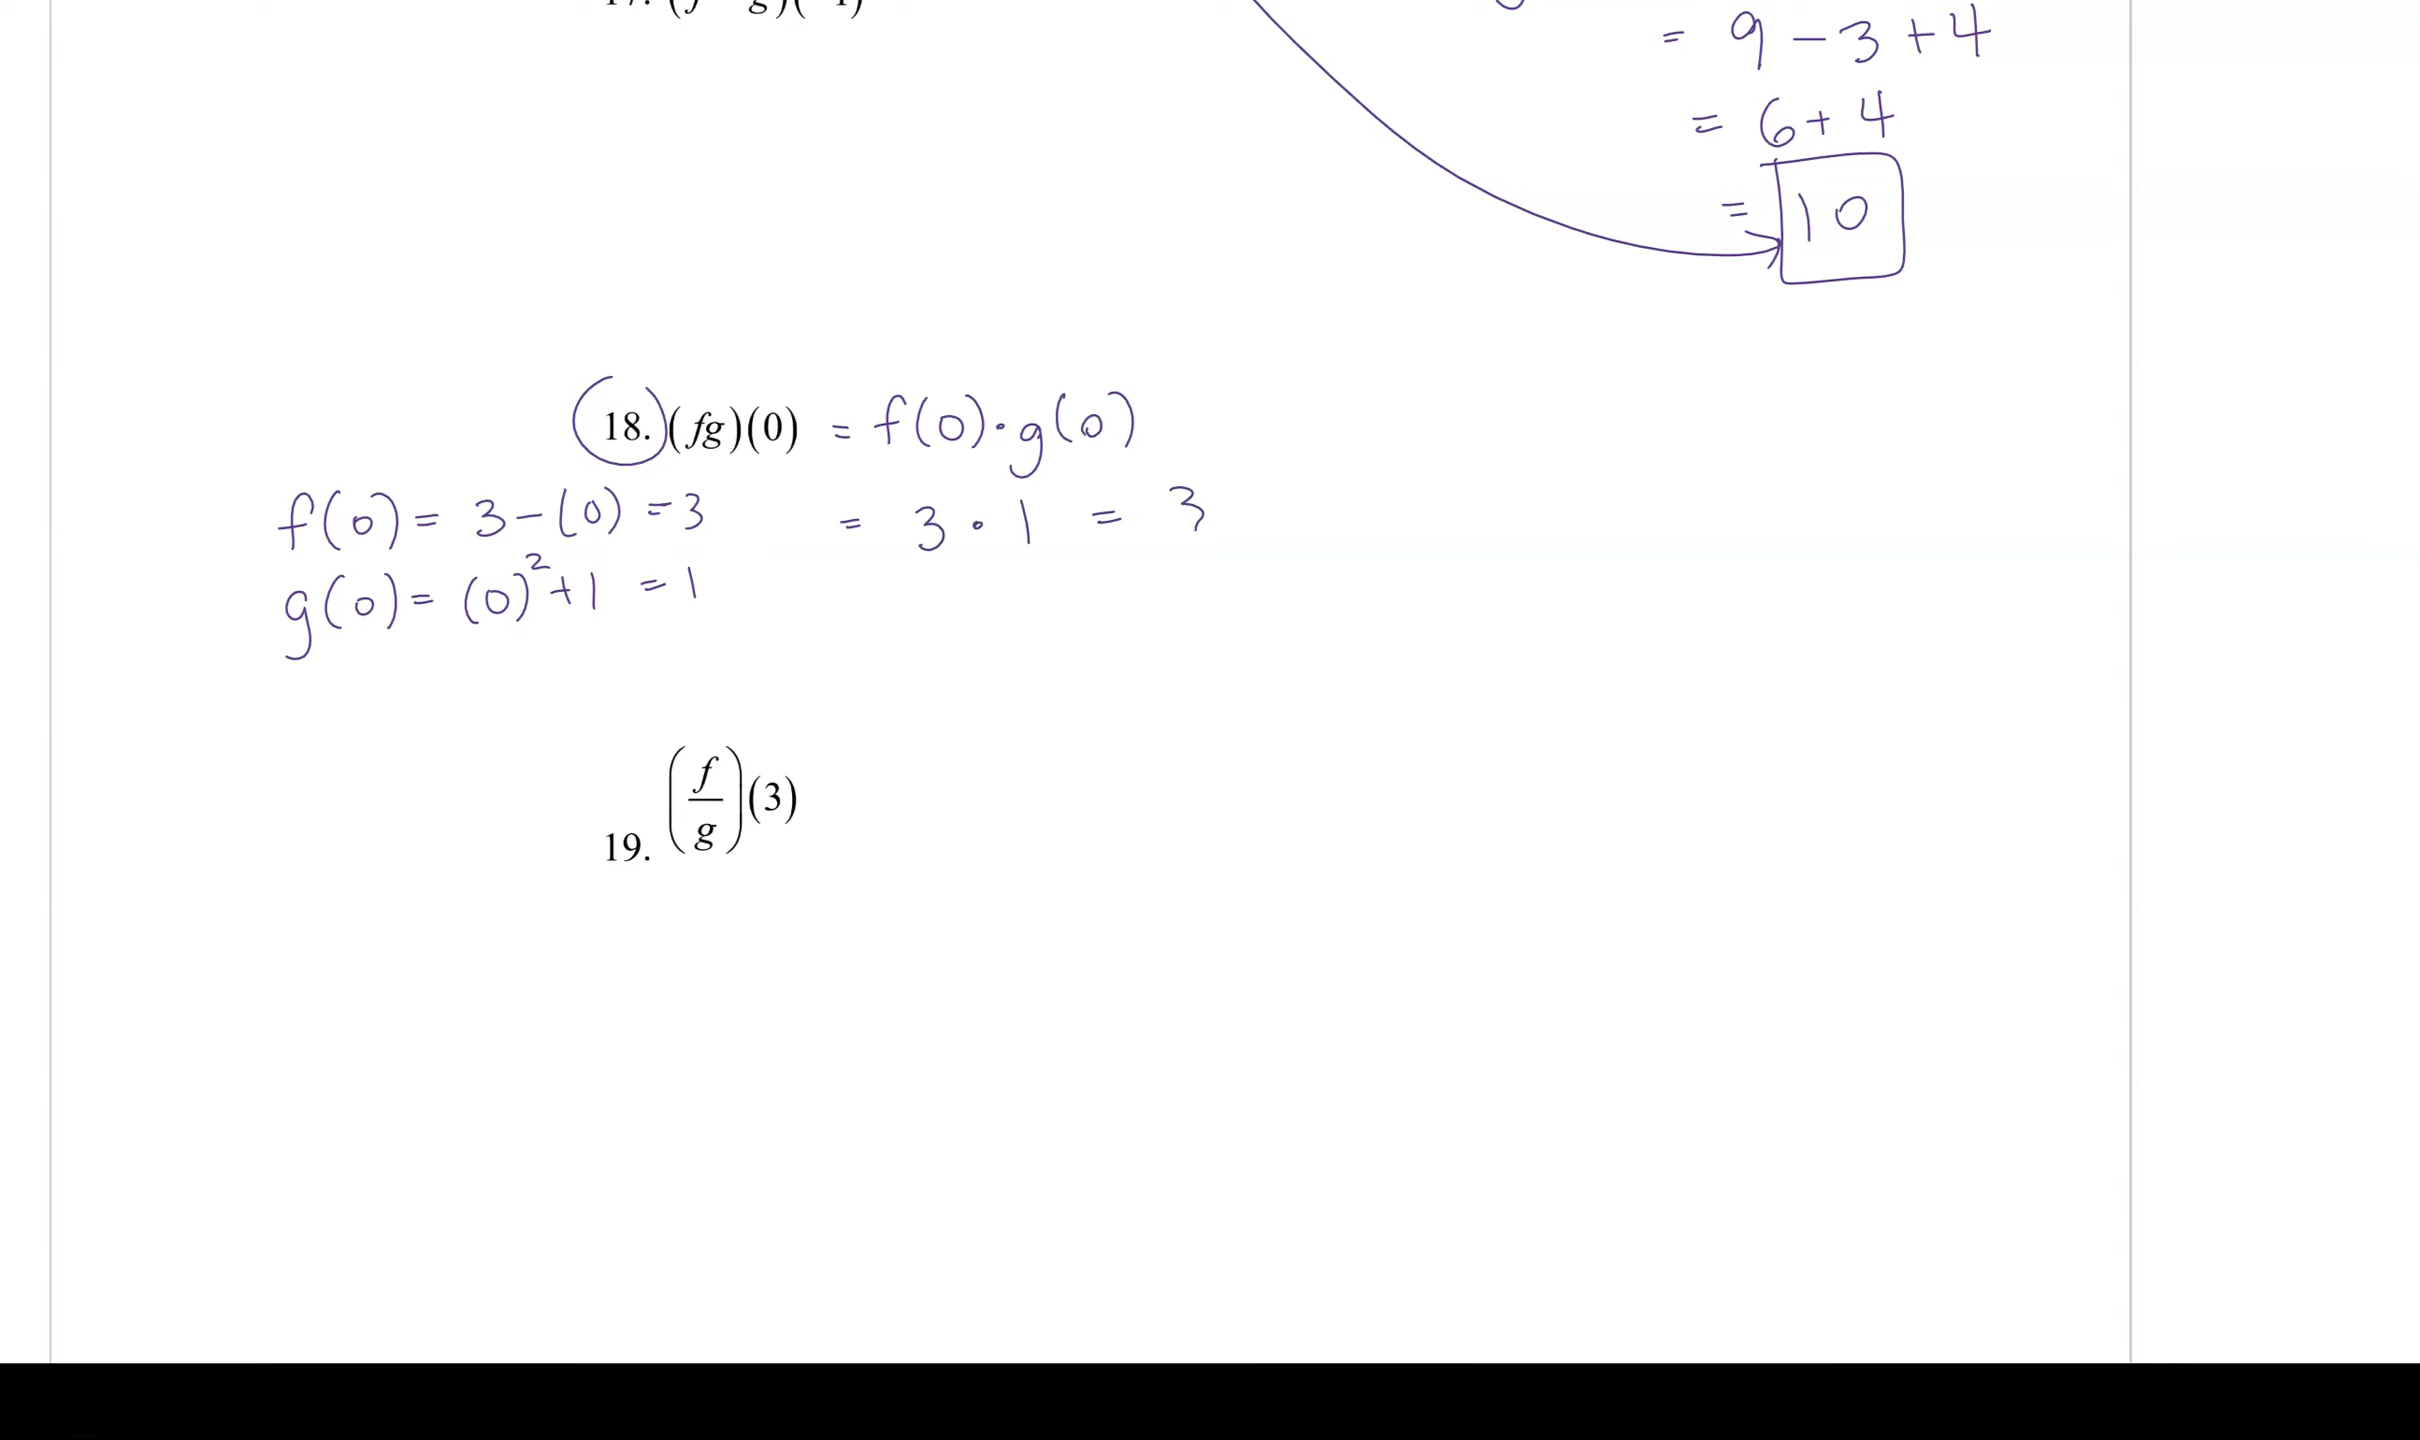 = 9 - 3 + 4
= 6 + 4
= 10
18. (fg)(0) = f(0)·g(0)
f(0) = 3 - (0) = 3 = 3 · 1 = 3
g(0) = (0)² + 1 = 1
19. (f/g)(3)